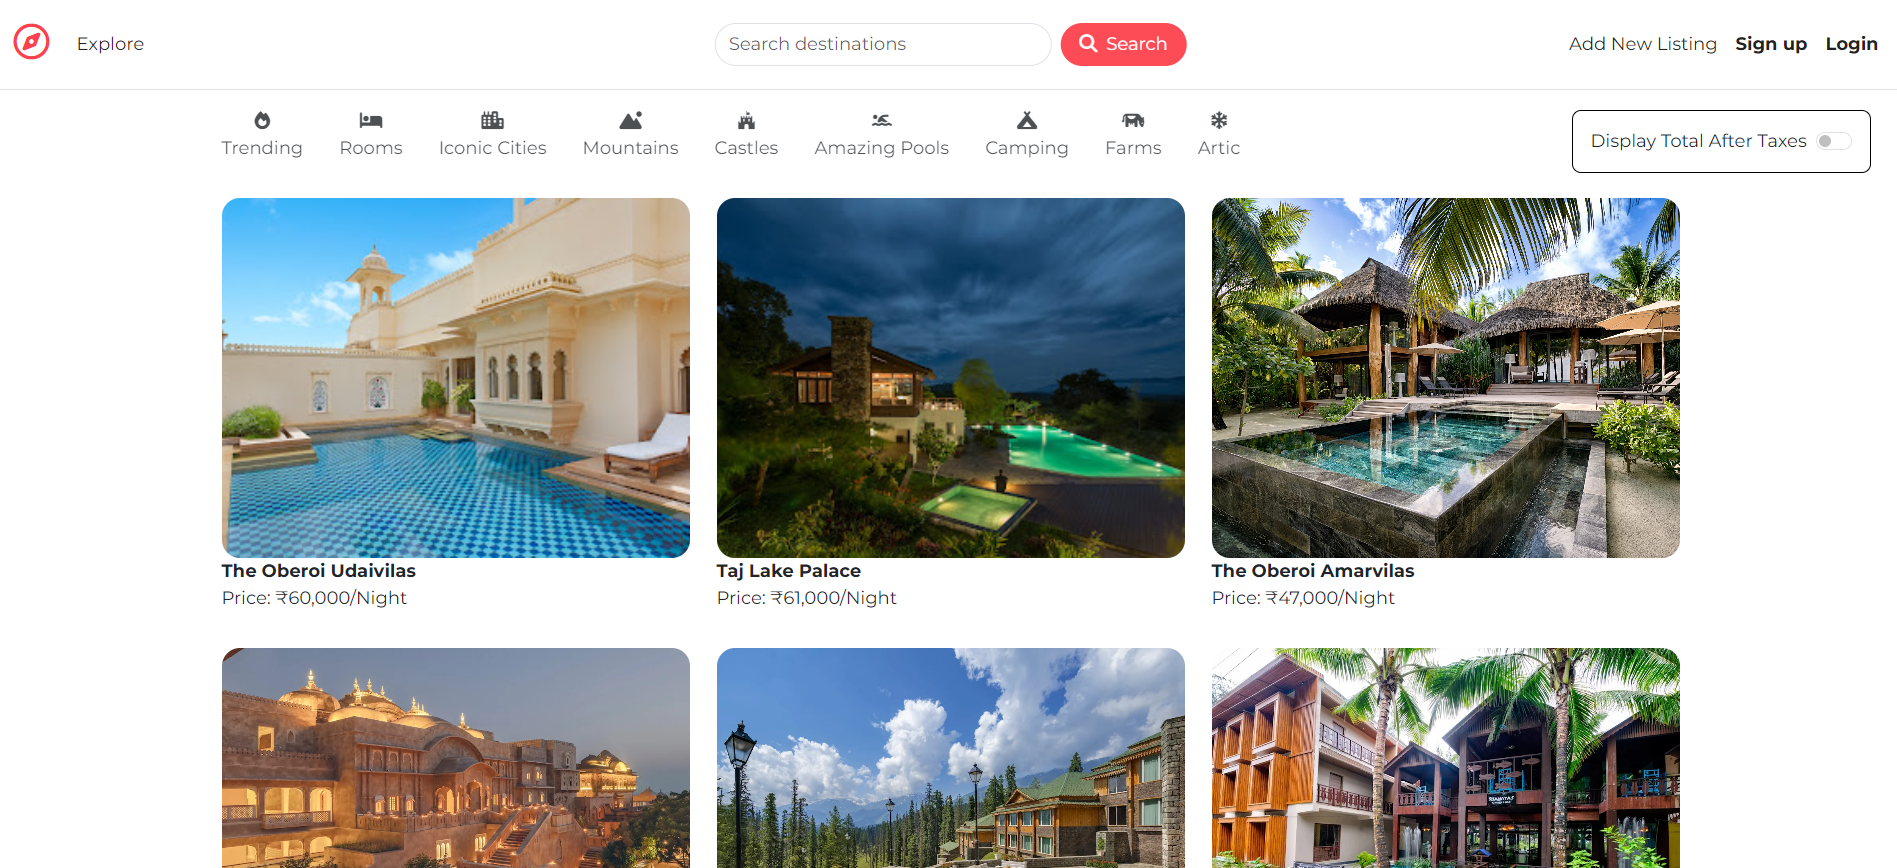 Explore
Search destinations
Search
Add New Listing
Sign up
Login
Trending
Rooms
Iconic Cities
Mountains
Castles
Amazing Pools
Camping
Farms
Artic
Display Total After Taxes
The Oberoi Udaivilas
Price: ₹60,000/Night
Taj Lake Palace
Price: ₹61,000/Night
The Oberoi Amarvilas
Price: ₹47,000/Night